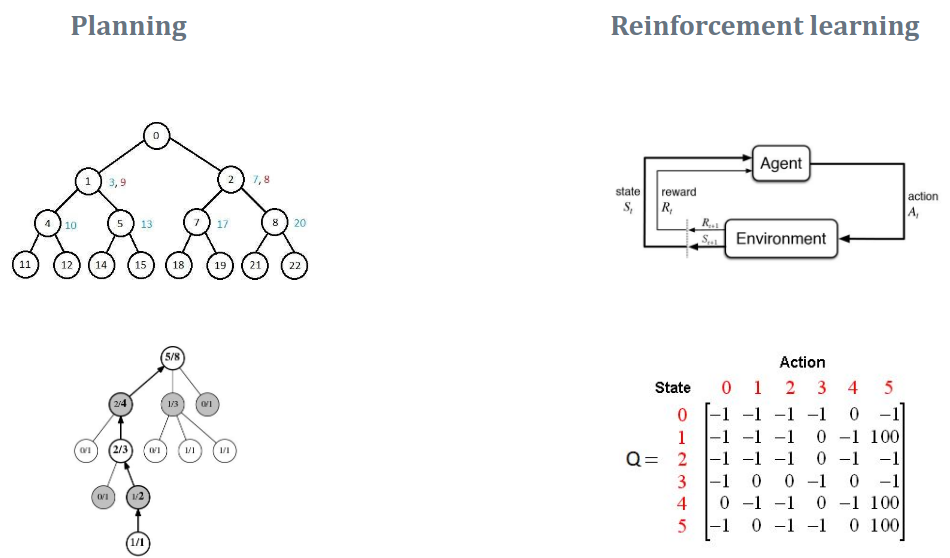 Planning
Reinforcement learning
0
1 3, 9 2 7, 8
4 10 5 13 7 17 8 20
11 12 14 15 18 19 21 22
Agent
state
S_t
reward
R_t
action
A_t
R_{t+1}
S_{t+1}
Environment
5/8
2/4 1/3 0/1
0/1 2/3 0/1 1/1 1/1
0/1 1/2
1/1
Action
State 0 1 2 3 4 5
0 -1 -1 -1 -1 0 -1
1 -1 -1 -1 0 -1 100
Q = 2 -1 -1 -1 0 -1 -1
3 -1 0 0 -1 0 -1
4 0 -1 -1 0 -1 100
5 -1 0 -1 -1 0 100